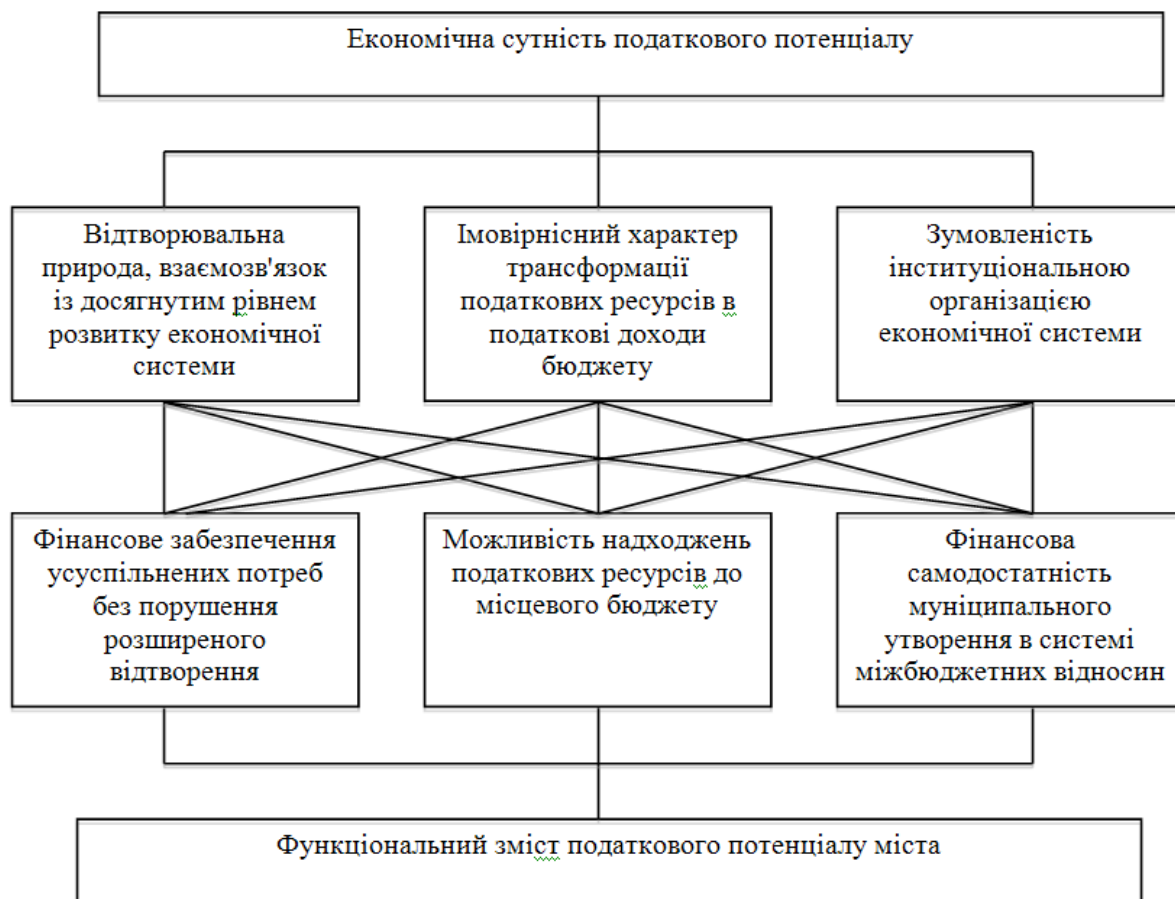 Економічна сутність податкового потенціалу
Відтворювальна
природа, взаємозв'язок
із досягнутим рівнем
розвитку економічної
системи
Імовірнісний характер
трансформації
податкових ресурсів в
податкові доходи
бюджету
Зумовленість
інституціональною
організацією
економічної системи
Фінансове забезпечення
усуспільнених потреб
без порушення
розширеного
відтворення
Можливість надходжень
податкових ресурсів до
місцевого бюджету
Фінансова
самодостатність
муніципального
утворення в системі
міжбюджетних відносин
Функціональний зміст податкового потенціалу міста